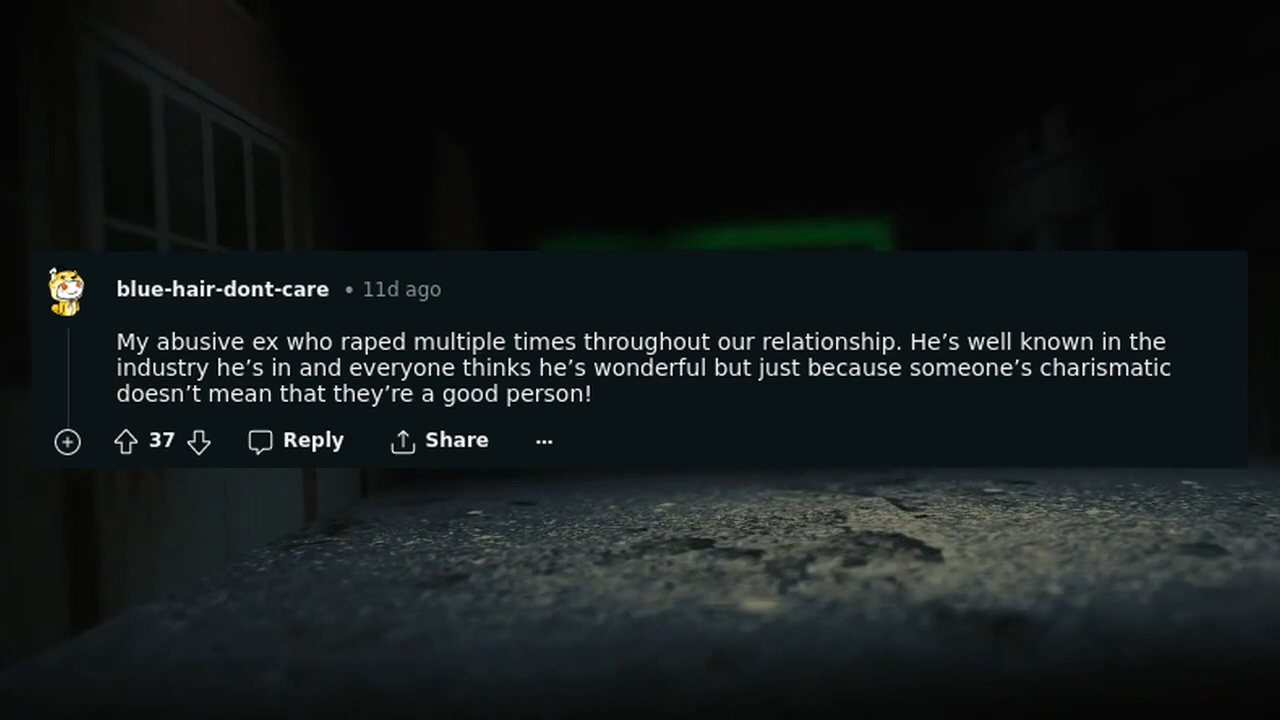 blue-hair-dont-care • 11d ago
My abusive ex who raped multiple times throughout our relationship. He’s well known in the
industry he’s in and everyone thinks he’s wonderful but just because someone’s charismatic
doesn’t mean that they’re a good person!
37 Reply Share ...